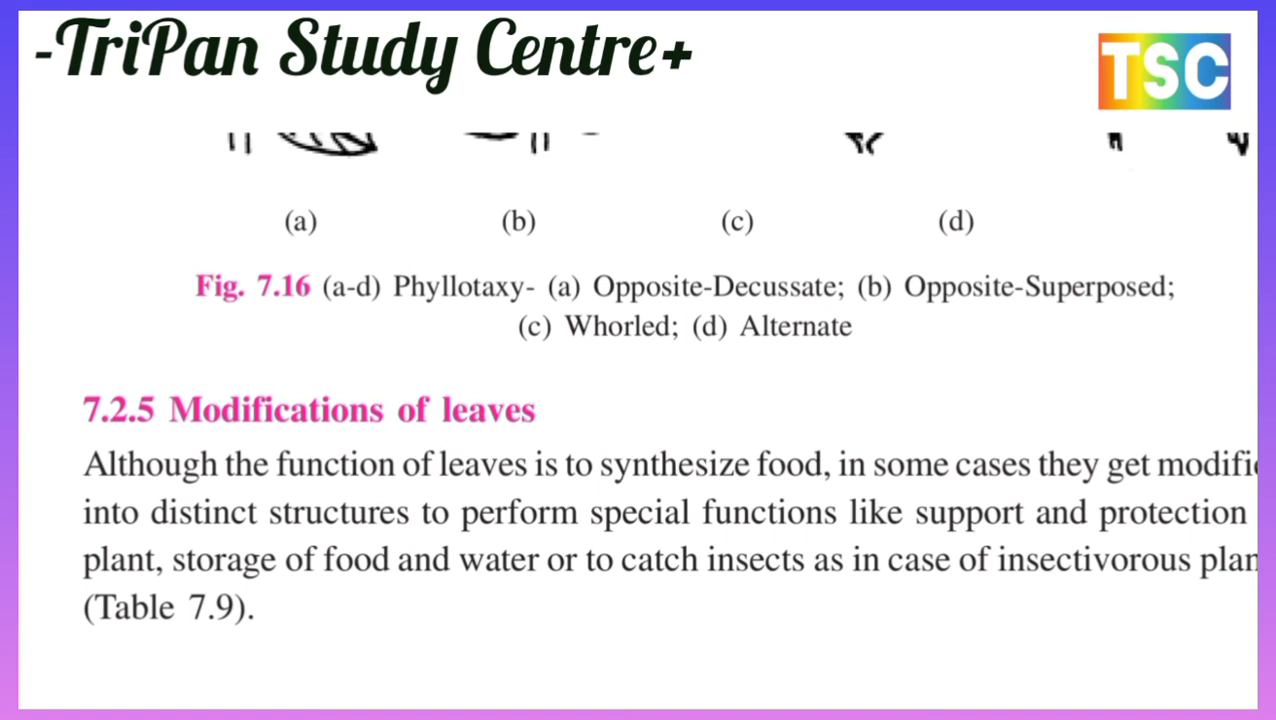 -TriPan Study Centre+
TSC
(a) (b) (c) (d)
Fig. 7.16 (a-d) Phyllotaxy- (a) Opposite-Decussate; (b) Opposite-Superposed;
(c) Whorled; (d) Alternate
7.2.5 Modifications of leaves
Although the function of leaves is to synthesize food, in some cases they get
into distinct structures to perform special functions like support and protection
plant, storage of food and water or to catch insects as in case of insectivorous
(Table 7.9).